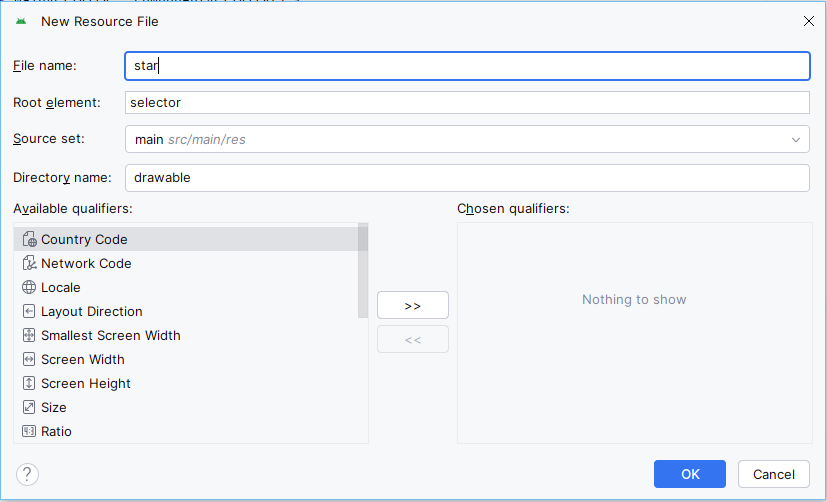 New Resource File
File name: star
Root element: selector
Source set: main src/main/res
Directory name: drawable
Available qualifiers:
Country Code
Network Code
Locale
Layout Direction
Smallest Screen Width
Screen Width
Screen Height
Size
Ratio
>>
<<
Chosen qualifiers:
Nothing to show
?
OK
Cancel